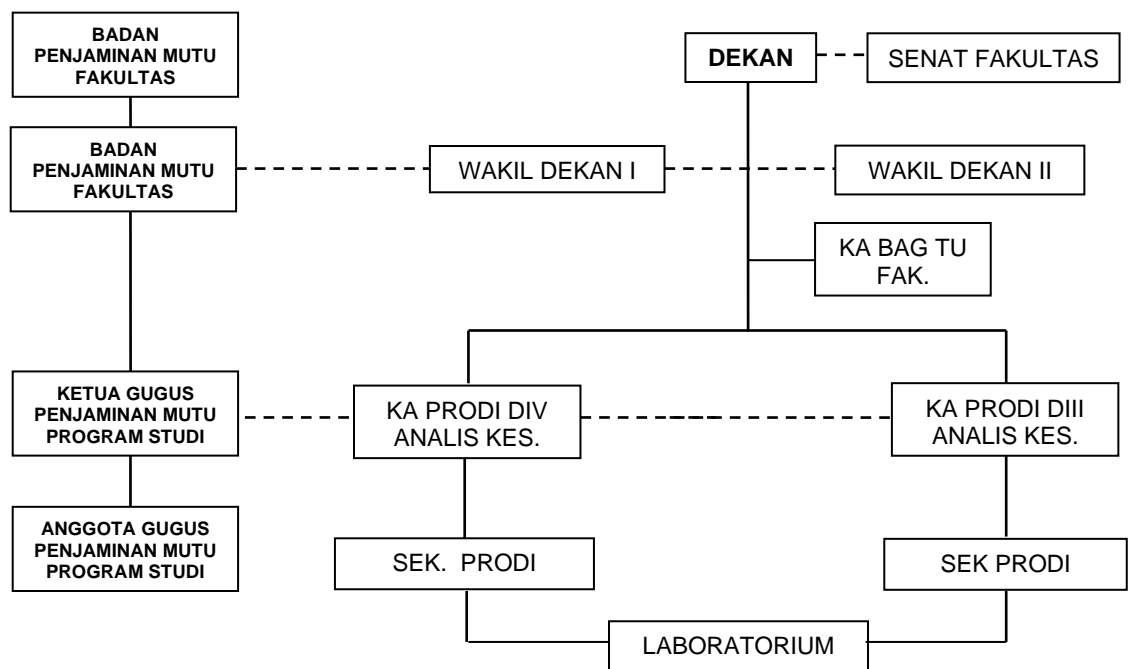 BADAN
PENJAMINAN MUTU
FAKULTAS
DEKAN
SENAT FAKULTAS
BADAN
PENJAMINAN MUTU
FAKULTAS
WAKIL DEKAN I
WAKIL DEKAN II
KA BAG TU
FAK.
KETUA GUGUS
PENJAMINAN MUTU
PROGRAM STUDI
KA PRODI DIV
ANALIS KES.
KA PRODI DIII
ANALIS KES.
ANGGOTA GUGUS
PENJAMINAN MUTU
PROGRAM STUDI
SEK. PRODI
SEK PRODI
LABORATORIUM